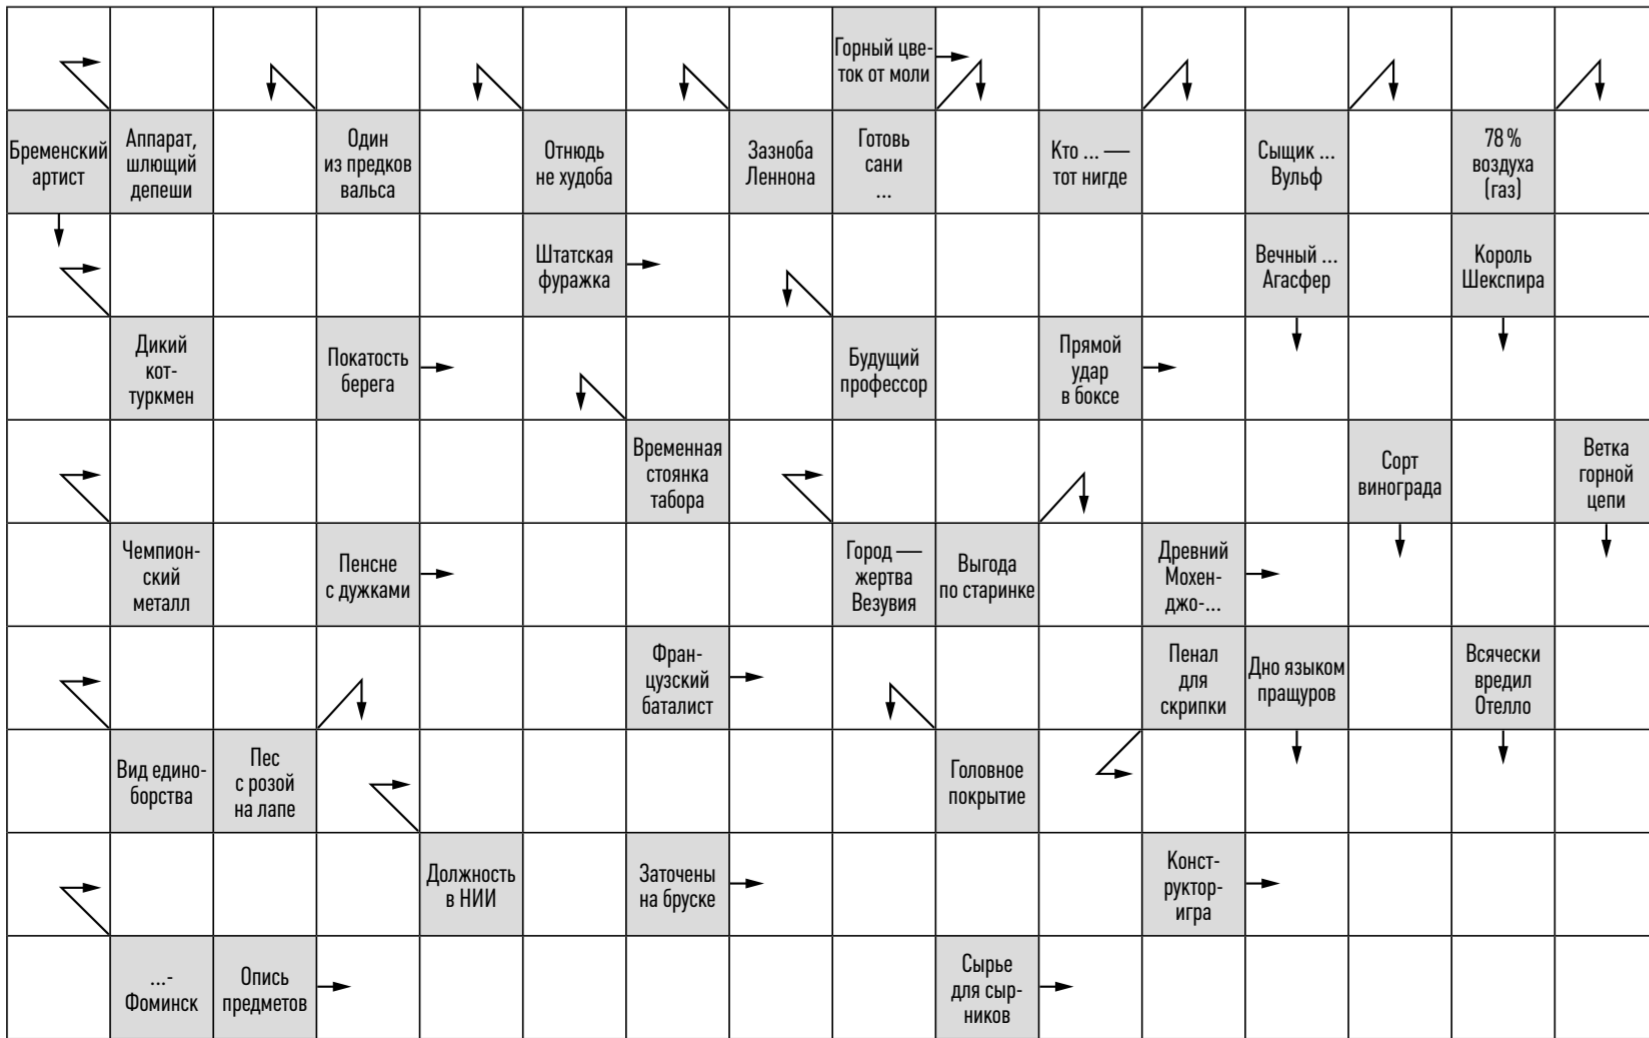 Горный цве-
ток от моли
Бременский
артист
Аппарат,
шлющий
депеши
Один
из предков
вальса
Отнюдь
не худоба
Зазноба
Леннона
Готовь
сани
...
Кто ... —
тот нигде
Сыщик ...
Вульф
78 %
воздуха
(газ)
Штатская
фуражка
Вечный ...
Агасфер
Король
Шекспира
Дикий
кот-
туркмен
Покатость
берега
Будущий
профессор
Прямой
удар
в боксе
Временная
стоянка
табора
Сорт
винограда
Ветка
горной
цепи
Чемпион-
ский
металл
Пенсне
с дужками
Город —
жертва
Везувия
Выгода
по старинке
Древний
Мохен-
джо-...
Фран-
цузский
баталист
Пенал
для
скрипки
Дно языком
пращуров
Всячески
вредил
Отелло
Вид едино-
борства
Пес
с розой
на лапе
Головное
покрытие
Должность
в НИИ
Заточены
на бруске
Конст-
руктор-
игра
...-
Фоминск
Опись
предметов
Сырье
для сыр-
ников